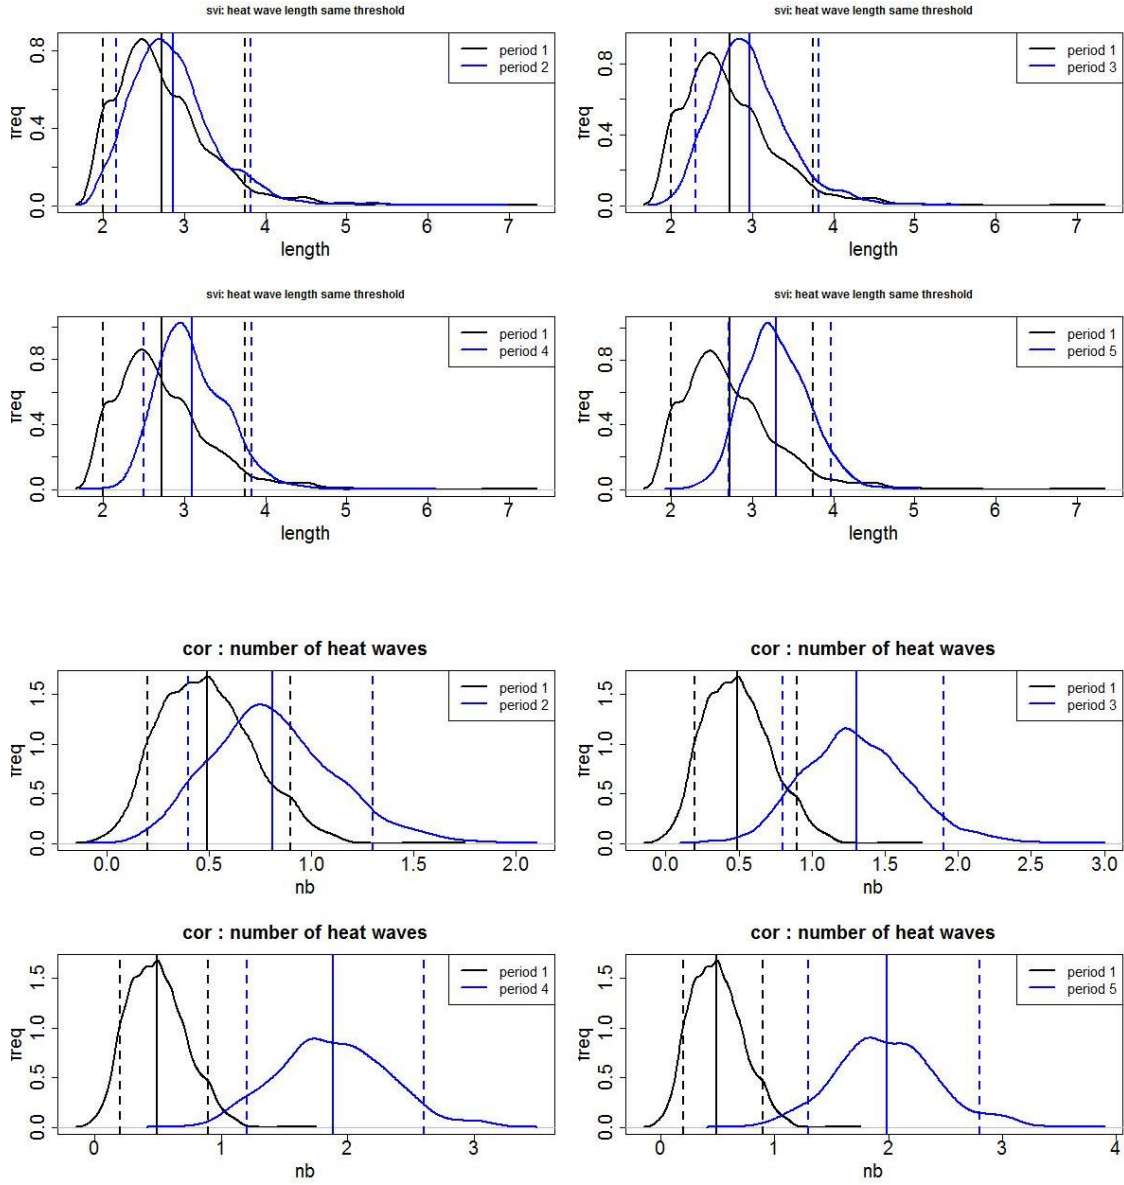 svi: heat wave length same threshold
period 1
period 2
freq
0.0 0.4 0.8
2 3 4 5 6 7
length
svi: heat wave length same threshold
period 1
period 3
freq
0.0 0.4 0.8
2 3 4 5 6 7
length
svi: heat wave length same threshold
period 1
period 4
freq
0.0 0.4 0.8
2 3 4 5 6 7
length
svi: heat wave length same threshold
period 1
period 5
freq
0.0 0.4 0.8
2 3 4 5 6 7
length
cor : number of heat waves
period 1
period 2
freq
0.0 0.5 1.0 1.5
0.0 0.5 1.0 1.5 2.0
nb
cor : number of heat waves
period 1
period 3
freq
0.0 0.5 1.0 1.5
0.0 0.5 1.0 1.5 2.0 2.5 3.0
nb
cor : number of heat waves
period 1
period 4
freq
0.0 0.5 1.0 1.5
0 1 2 3
nb
cor : number of heat waves
period 1
period 5
freq
0.0 0.5 1.0 1.5
0 1 2 3 4
nb